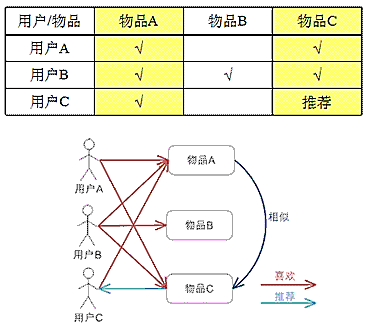 用户/物品 物品A 物品B 物品C
用户A √ √
用户B √ √ √
用户C √ 推荐
用户A
物品A
相似
用户B
物品B
用户C
物品C
喜欢
推荐